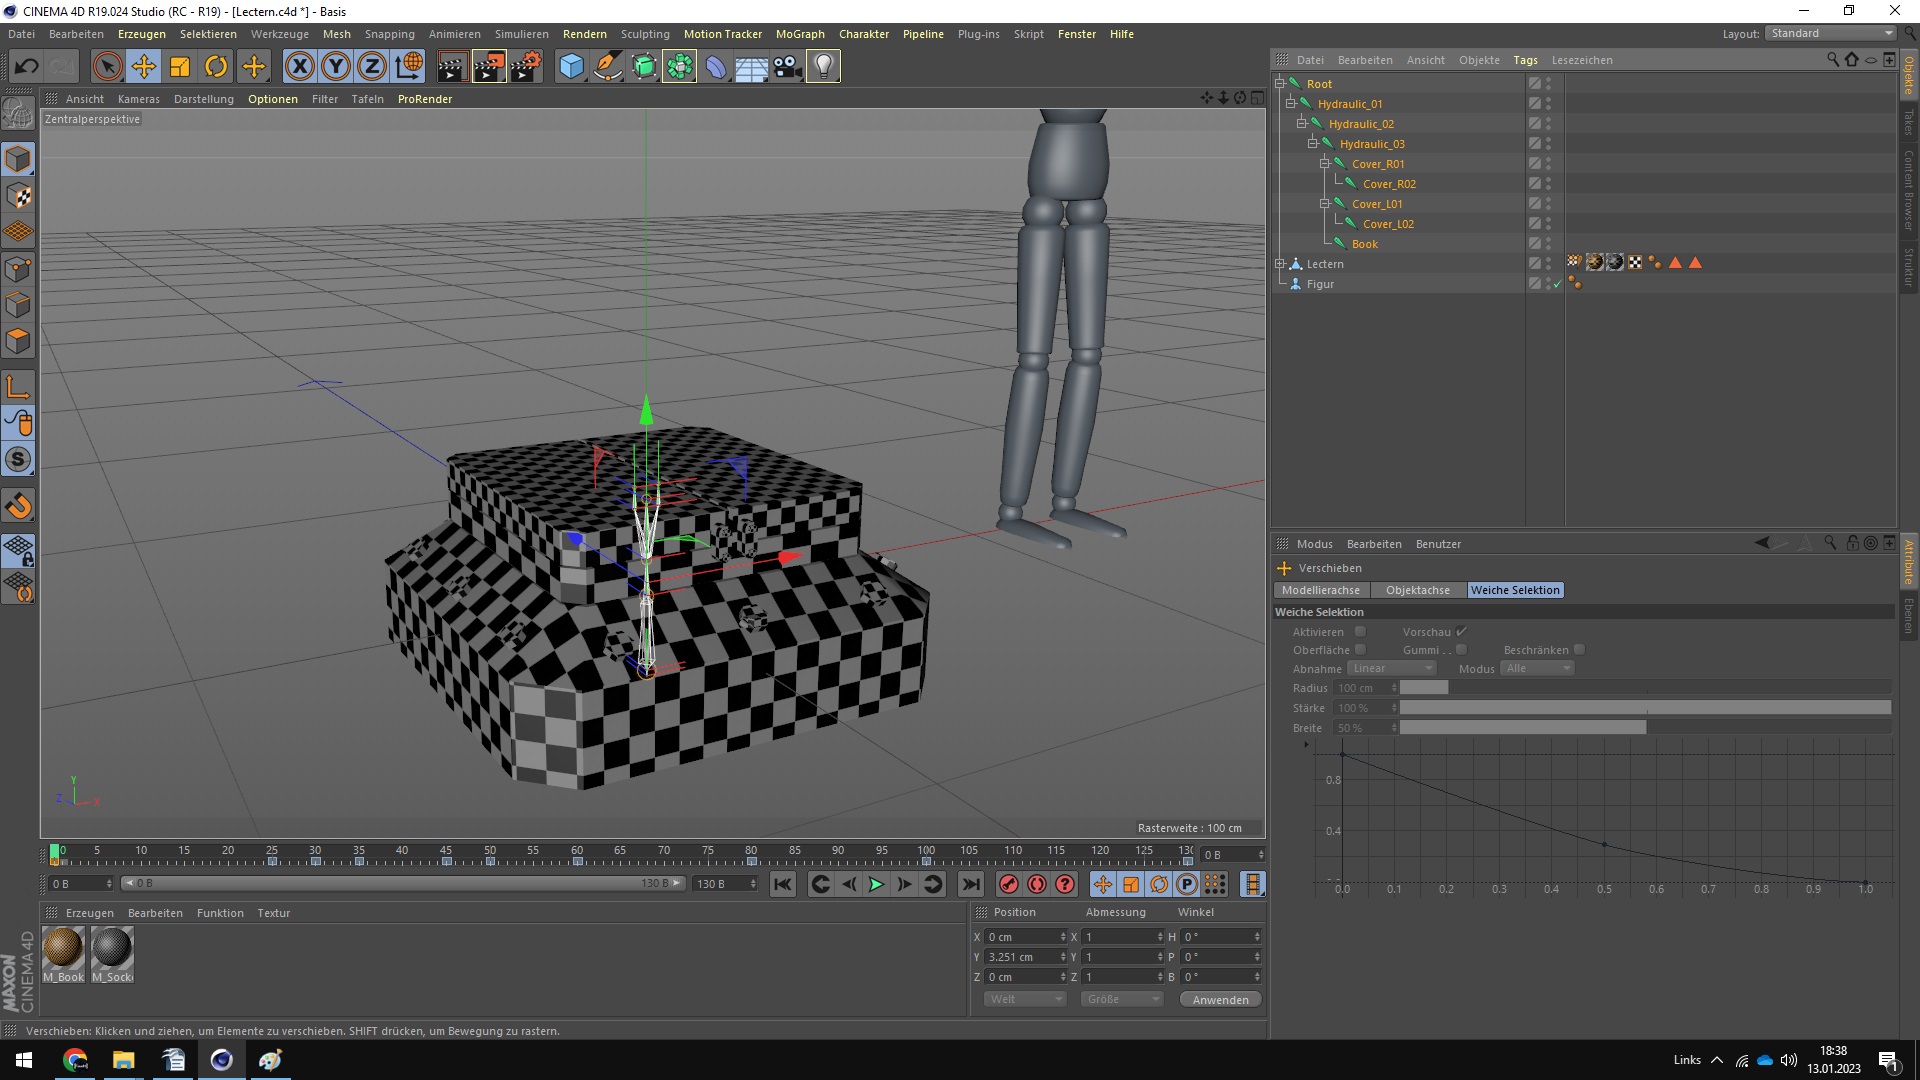 CINEMA 4D R19.024 Studio (RC - R19) - [Lectern.c4d *] - Basis
Datei Bearbeiten Erzeugen Selektieren Werkzeuge Mesh Snapping Animieren Simulieren Rendern Sculpting Motion Tracker MoGraph Charakter Pipeline Plug-ins Skript Fenster Hilfe Layout: Standard
Ansicht Kameras Darstellung Optionen Filter Tafeln ProRender
Zentralperspektive
Y
Z X
Rasterweite : 100 cm
Datei Bearbeiten Ansicht Objekte Tags Lesezeichen
Root
Hydraulic_01
Hydraulic_02
Hydraulic_03
Cover_R01
Cover_R02
Cover_L01
Cover_L02
Book
Lectern
Figur
Objekte
Takes
Content Browser
Struktur
Modus Bearbeiten Benutzer
Verschieben
Modellierachse Objektachse Weiche Selektion
Weiche Selektion
Aktivieren Vorschau
Oberfläche Gummi . . Beschränken
Abnahme Linear Modus Alle
Radius 100 cm
Stärke 100 %
Breite 50 %
0.8
0.4
0.0 0.1 0.2 0.3 0.4 0.5 0.6 0.7 0.8 0.9 1.0
Attribute
Ebenen
0 5 10 15 20 25 30 35 40 45 50 55 60 65 70 75 80 85 90 95 100 105 110 115 120 125 130 0 B
0 B 0 B 130 B 130 B
Erzeugen Bearbeiten Funktion Textur
M_Book M_Socke
Position Abmessung Winkel
X 0 cm X 1 H 0 °
Y 3.251 cm Y 1 P 0 °
Z 0 cm Z 1 B 0 °
Welt Größe Anwenden
MAXON
CINEMA 4D
Verschieben: Klicken und ziehen, um Elemente zu verschieben. SHIFT drücken, um Bewegung zu rastern.
Links
18:38
13.01.2023
1